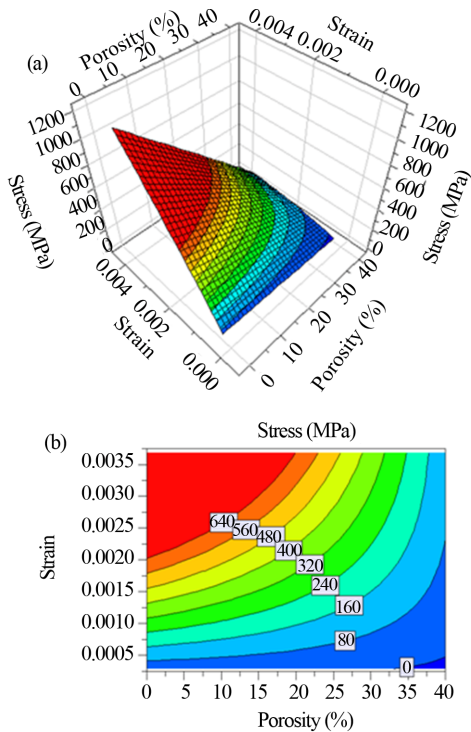 (a)
Porosity (%)
0 10 20 30 40
0.004 0.002 0.000
Strain
1200
1000
800
600
400
200
0
Stress (MPa)
1200
1000
800
600
400
200
0
Stress (MPa)
0.004 0.002 0.000
Strain
0 10 20 30 40
Porosity (%)
(b)
Stress (MPa)
0.0035
0.0030
0.0025
0.0020
0.0015
0.0010
0.0005
Strain
640 560 480 400 320 240 160 80 0
0 5 10 15 20 25 30 35 40
Porosity (%)